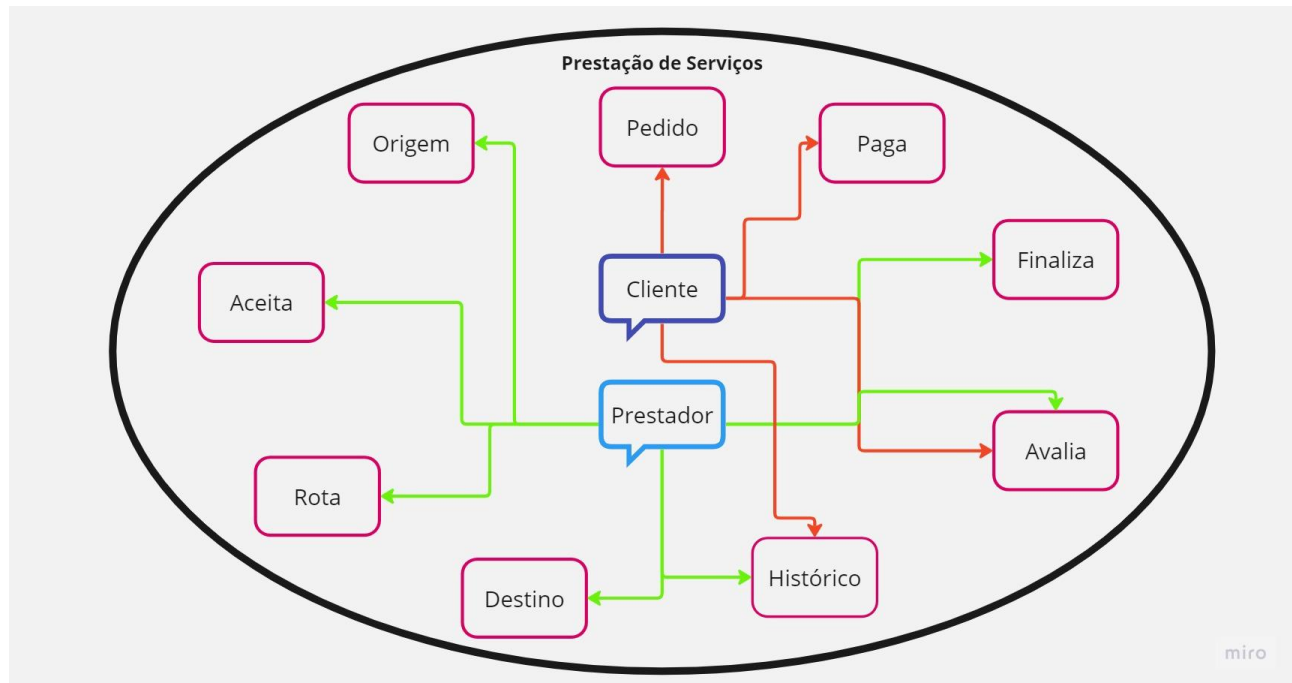 Prestação de Serviços
Origem
Pedido
Paga
Finaliza
Cliente
Aceita
Prestador
Avalia
Rota
Destino
Histórico
miro